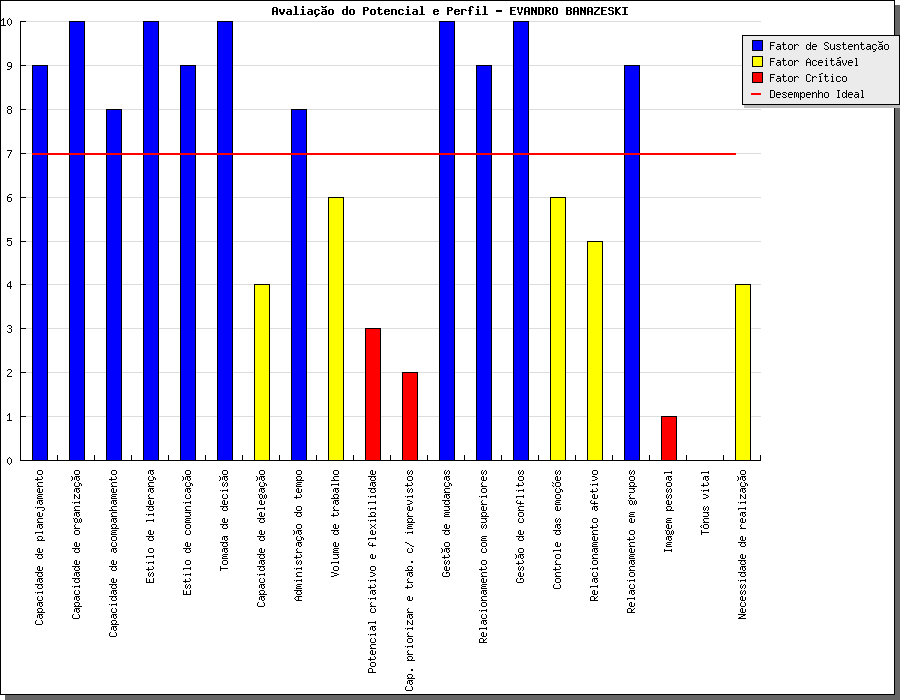 Avaliação do Potencial e Perfil - EVANDRO BANAZESKI
10
9
8
7
6
5
4
3
2
1
0
Fator de Sustentação
Fator Aceitável
Fator Crítico
Desempenho Ideal
Capacidade de planejamento
Capacidade de organização
Capacidade de acompanhamento
Estilo de liderança
Estilo de comunicação
Tomada de decisão
Capacidade de delegação
Administração do tempo
Volume de trabalho
Potencial criativo e flexibilidade
Cap. priorizar e trab. c/ imprevistos
Gestão de mudanças
Relacionamento com superiores
Gestão de conflitos
Controle das emoções
Relacionamento afetivo
Relacionamento em grupos
Imagem pessoal
Tônus vital
Necessidade de realização